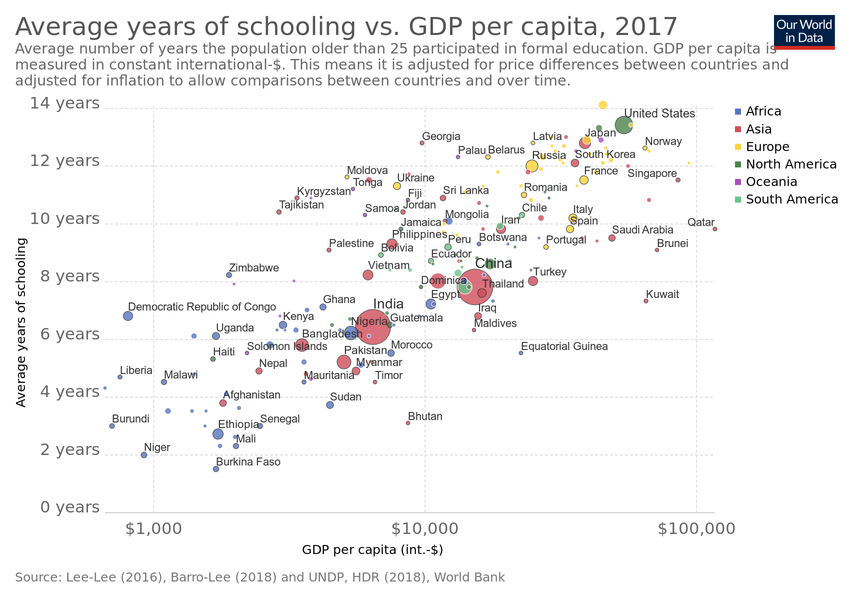 Average years of schooling vs. GDP per capita, 2017
Our World
in Data
Average number of years the population older than 25 participated in formal education. GDP per capita is
measured in constant international-$. This means it is adjusted for price differences between countries and
adjusted for inflation to allow comparisons between countries and over time.
14 years
12 years
10 years
8 years
6 years
4 years
2 years
0 years
Average years of schooling
Africa
Asia
Europe
North America
Oceania
South America
United States
Georgia
Latvia
Japan
Norway
Palau
Belarus
Russia
South Korea
Moldova
Tonga
Ukraine
France
Singapore
Kyrgyzstan
Fiji
Sri Lanka
Romania
Tajikistan
Samoa
Jordan
Mongolia
Chile
Italy
Jamaica
Iran
Spain
Qatar
Philippines
Peru
Botswana
Portugal
Saudi Arabia
Palestine
Bolivia
Ecuador
Brunei
Zimbabwe
Vietnam
China
Turkey
Dominica
Thailand
Democratic Republic of Congo
Ghana
India
Egypt
Kuwait
Kenya
Nigeria
Guatemala
Iraq
Uganda
Bangladesh
Maldives
Haiti
Solomon Islands
Pakistan
Morocco
Equatorial Guinea
Liberia
Malawi
Nepal
Mauritania
Myanmar
Timor
Afghanistan
Sudan
Burundi
Ethiopia
Senegal
Bhutan
Niger
Mali
Burkina Faso
$1,000
$10,000
$100,000
GDP per capita (int.-$)
Source: Lee-Lee (2016), Barro-Lee (2018) and UNDP, HDR (2018), World Bank